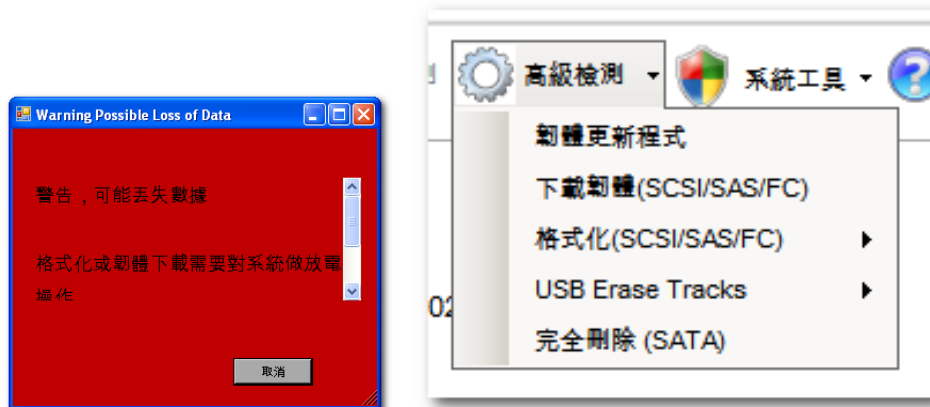 Warning Possible Loss of Data
警告，可能丟失數據
格式化或韌體下載需要對系統做放電
操作
取消
高級檢測
系統工具
韌體更新程式
下載韌體(SCSI/SAS/FC)
格式化(SCSI/SAS/FC)
USB Erase Tracks
02
完全刪除 (SATA)